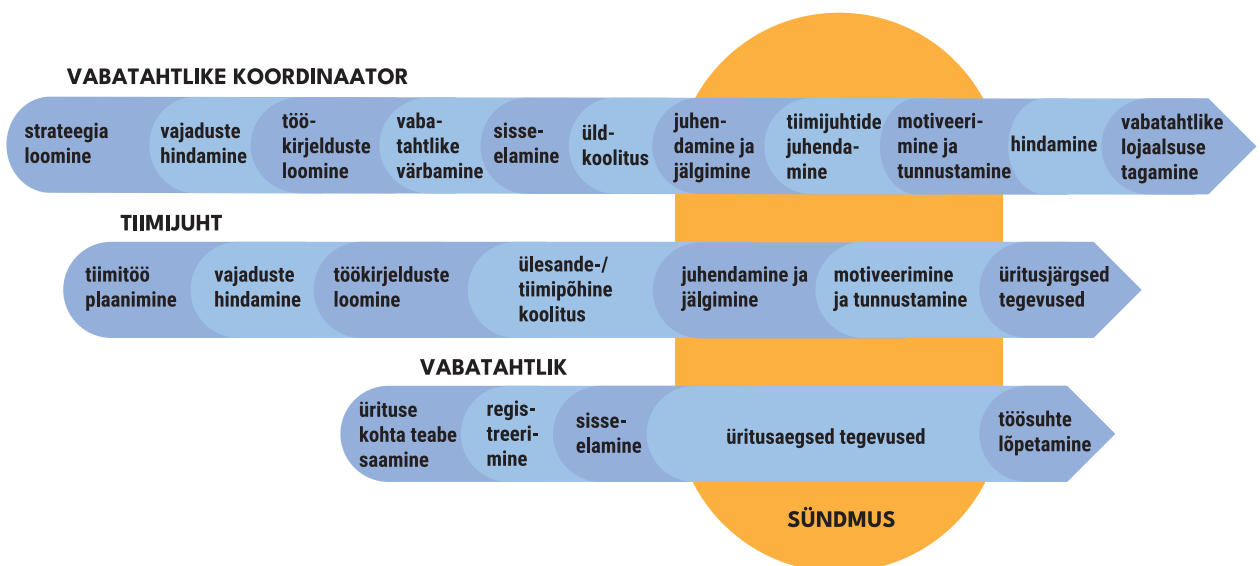 VABATAHTLIKE KOORDINAATOR
strateegia
loomine
vajaduste
hindamine
töö-
kirjelduste
loomine
vaba-
tahtlike
värbamine
sisse-
elamine
üld-
koolitus
juhen-
damine ja
jälgimine
tiimijuhtide
juhenda-
mine
motiveeri-
mine ja
tunnustamine
hindamine
vabatahtlike
lojaalsuse
tagamine
TIIMIJUHT
tiimitöö
plaanimine
vajaduste
hindamine
töökirjelduste
loomine
ülesande-/
tiimipõhine
koolitus
juhendamine ja
jälgimine
motiveerimine
ja tunnustamine
üritusjärgsed
tegevused
VABATAHTLIK
ürituse
kohta teabe
saamine
regis-
treeri-
mine
sisse-
elamine
üritusaegsed tegevused
töösuhte
lõpetamine
SÜNDMUS